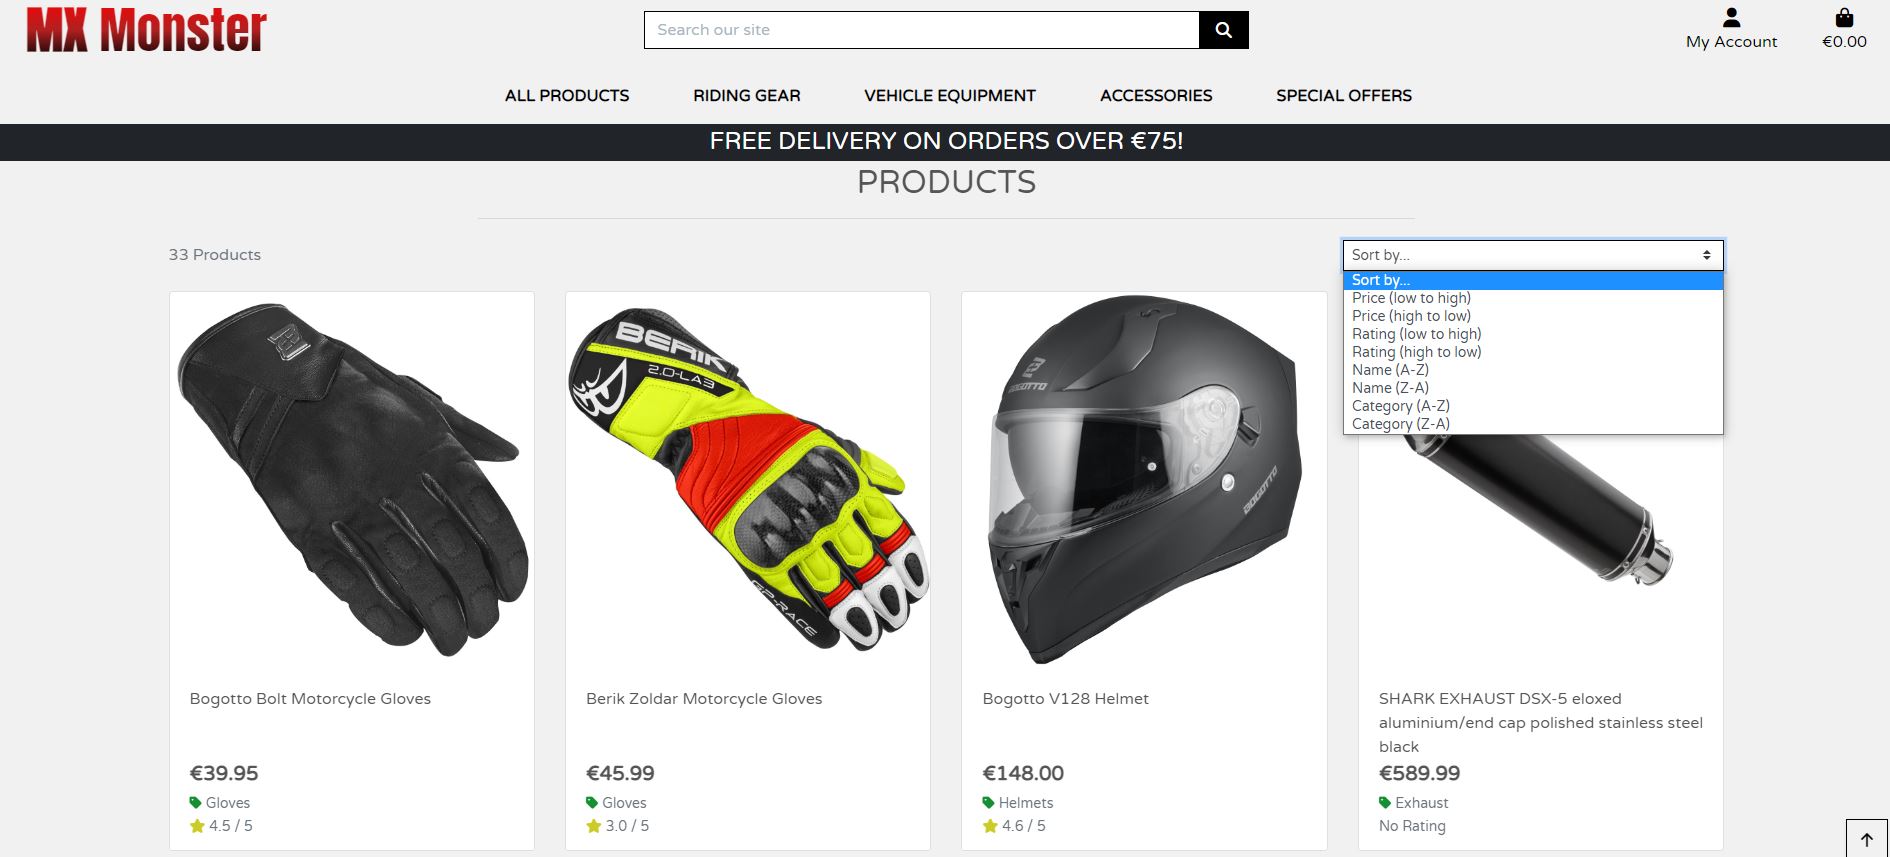 MX Monster
Search our site
My Account
€0.00
ALL PRODUCTS
RIDING GEAR
VEHICLE EQUIPMENT
ACCESSORIES
SPECIAL OFFERS
FREE DELIVERY ON ORDERS OVER €75!
PRODUCTS
33 Products
Sort by...
Sort by...
Price (low to high)
Price (high to low)
Rating (low to high)
Rating (high to low)
Name (A-Z)
Name (Z-A)
Category (A-Z)
Category (Z-A)
BERIK
2.0-LAB
GP-RACE
BOGOTTO
BOGOTTO
Bogotto Bolt Motorcycle Gloves
€39.95
Gloves
4.5 / 5
Berik Zoldar Motorcycle Gloves
€45.99
Gloves
3.0 / 5
Bogotto V128 Helmet
€148.00
Helmets
4.6 / 5
SHARK EXHAUST DSX-5 eloxed
aluminium/end cap polished stainless steel
black
€589.99
Exhaust
No Rating